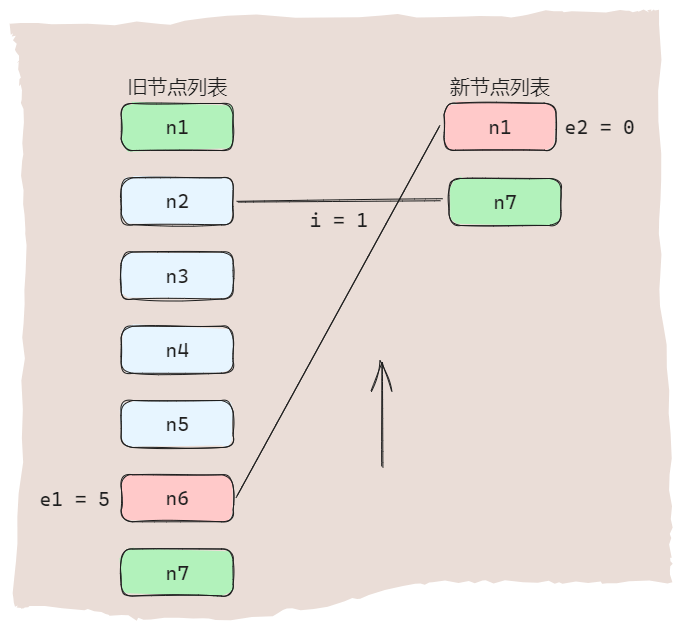 旧节点列表 新节点列表
n1 n1 e2 = 0
n2 n7
i = 1
n3
n4
n5
e1 = 5 n6
n7